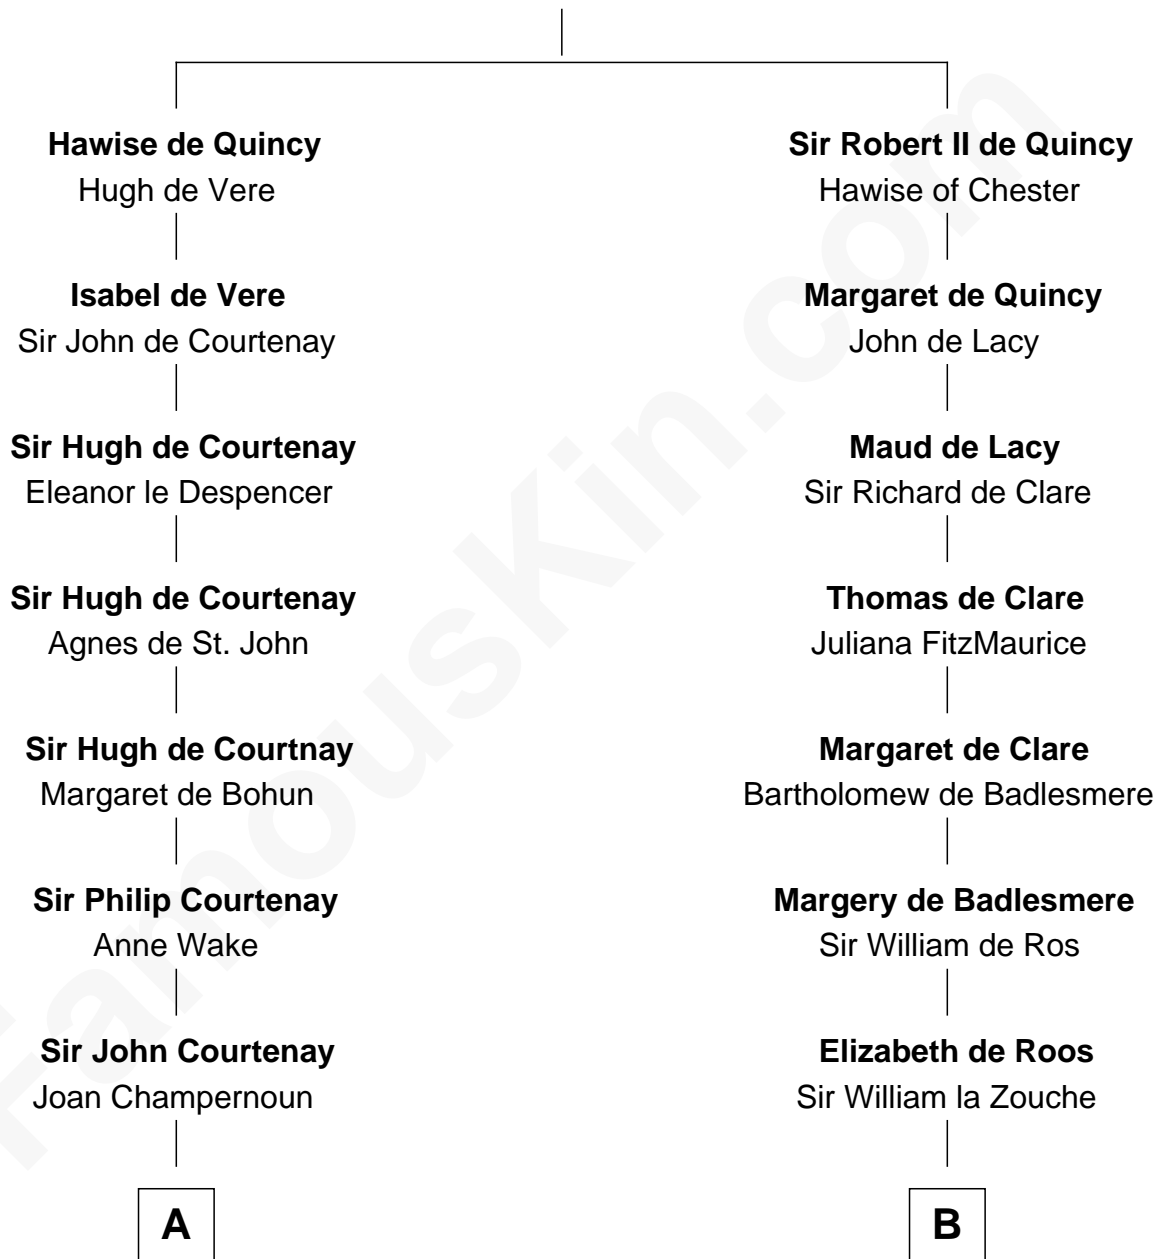 Hawise de Quincy
Hugh de Vere
Isabel de Vere
Sir John de Courtenay
Sir Hugh de Courtenay
Eleanor le Despencer
Sir Hugh de Courtenay
Agnes de St. John
Sir Hugh de Courtnay
Margaret de Bohun
Sir Philip Courtenay
Anne Wake
Sir John Courtenay
Joan Champernoun
A
Sir Robert II de Quincy
Hawise of Chester
Margaret de Quincy
John de Lacy
Maud de Lacy
Sir Richard de Clare
Thomas de Clare
Juliana FitzMaurice
Margaret de Clare
Bartholomew de Badlesmere
Margery de Badlesmere
Sir William de Ros
Elizabeth de Roos
Sir William la Zouche
B
FamousKin.com